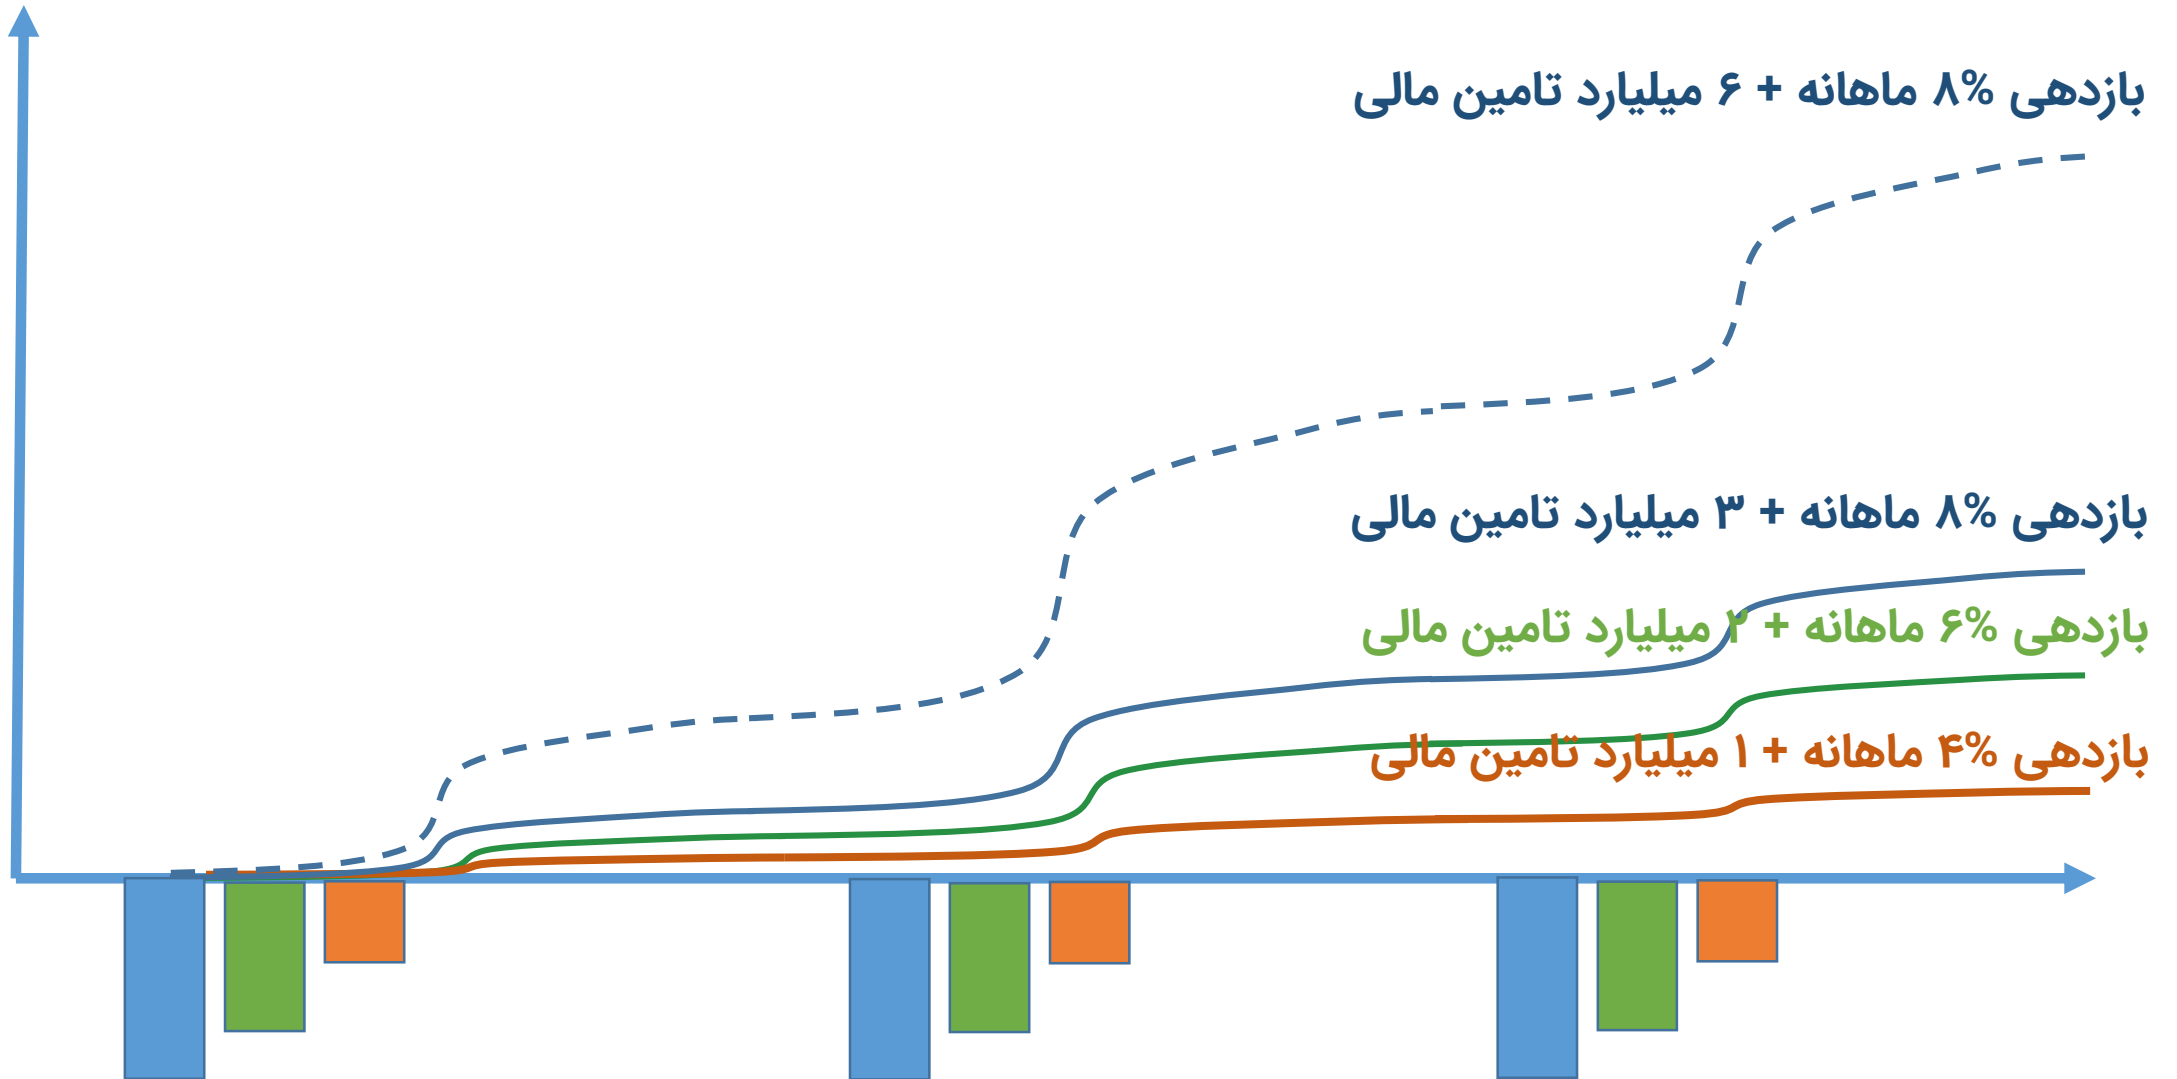 بازدهی %۸ ماهانه + ۶ میلیارد تامین مالی
بازدهی %۸ ماهانه + ۳ میلیارد تامین مالی
بازدهی %۶ ماهانه + ۲ میلیارد تامین مالی
بازدهی %۴ ماهانه + ۱ میلیارد تامین مالی